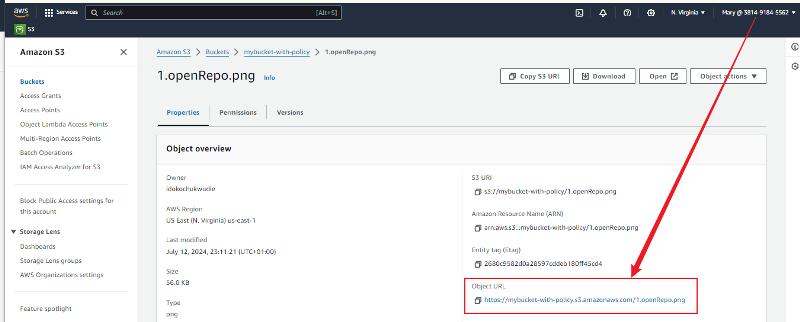 aws
Services
Search
[Alt+S]
N. Virginia
Mary @ 3814-9184-5562
S3
Amazon S3
Buckets
Access Grants
Access Points
Object Lambda Access Points
Multi-Region Access Points
Batch Operations
IAM Access Analyzer for S3
Block Public Access settings for
this account
Storage Lens
Dashboards
Storage Lens groups
AWS Organizations settings
Feature spotlight
Amazon S3 > Buckets > mybucket-with-policy > 1.openRepo.png
1.openRepo.png Info
Copy S3 URI
Download
Open
Object actions
Properties
Permissions
Versions
Object overview
Owner
idokochukwudie
AWS Region
US East (N. Virginia) us-east-1
Last modified
July 12, 2024, 23:11:21 (UTC+01:00)
Size
56.0 KB
Type
png
S3 URI
s3://mybucket-with-policy/1.openRepo.png
Amazon Resource Name (ARN)
arn:aws:s3:::mybucket-with-policy/1.openRepo.png
Entity tag (Etag)
2680c9582d0a28597cddeb180ff45cd4
Object URL
https://mybucket-with-policy.s3.amazonaws.com/1.openRepo.png